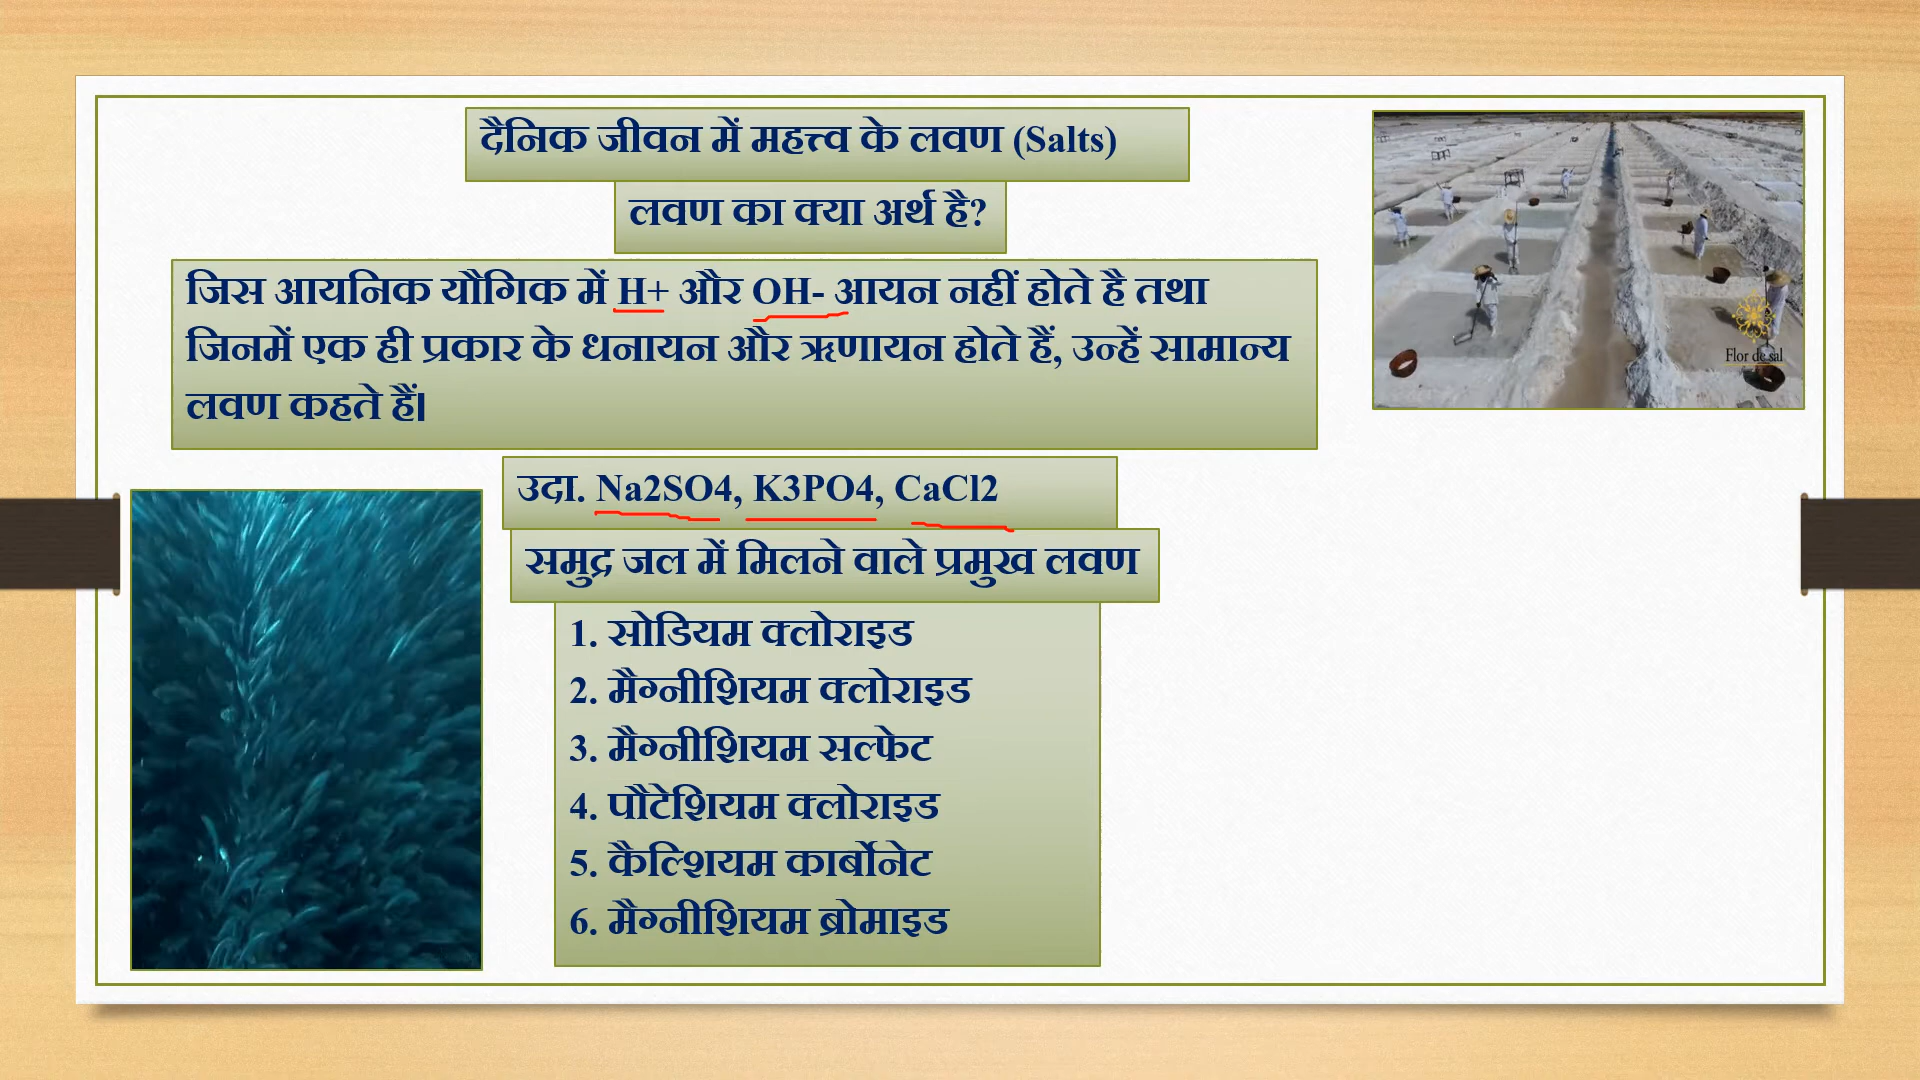 दैनिक जीवन में महत्त्व के लवण (Salts)
लवण का क्या अर्थ है?
जिस आयनिक यौगिक में H+ और OH- आयन नहीं होते है तथा
जिनमें एक ही प्रकार के धनायन और ऋणायन होते हैं, उन्हें सामान्य
लवण कहते हैं।
Flor de sal
उदा. Na2SO4, K3PO4, CaCl2
समुद्र जल में मिलने वाले प्रमुख लवण
1. सोडियम क्लोराइड
2. मैग्नीशियम क्लोराइड
3. मैग्नीशियम सल्फेट
4. पौटेशियम क्लोराइड
5. कैल्शियम कार्बोनेट
6. मैग्नीशियम ब्रोमाइड